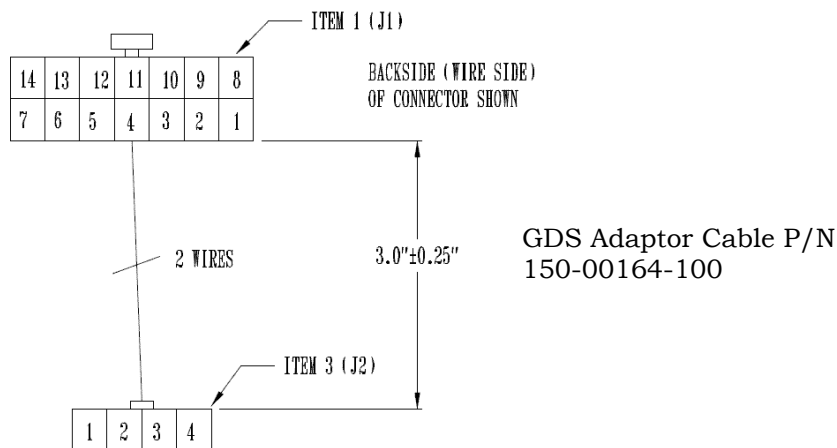 ITEM 1 (J1)
14 13 12 11 10 9 8
7 6 5 4 3 2 1
BACKSIDE (WIRE SIDE)
OF CONNECTOR SHOWN
2 WIRES
3.0"±0.25"
GDS Adaptor Cable P/N
150-00164-100
ITEM 3 (J2)
1 2 3 4